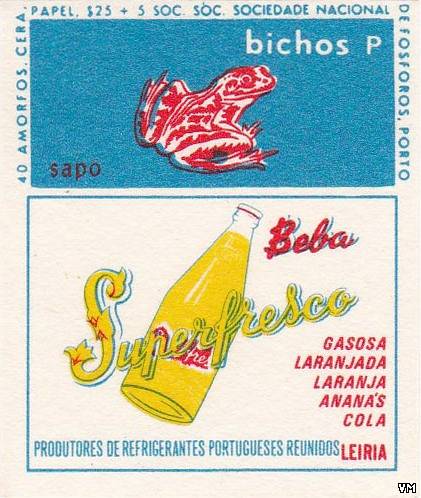 40 AMORFOS. CERA-
PAPEL, $25 + 5 SOC. SOC. SOCIEDADE NACIONAL
DE FOSFOROS, PORTO
bichos P
sapo
Beba
Superfresco
GASOSA
LARANJADA
LARANJA
ANANÁS
COLA
PRODUTORES DE REFRIGERANTES PORTUGUESES REUNIDOS LEIRIA
VM